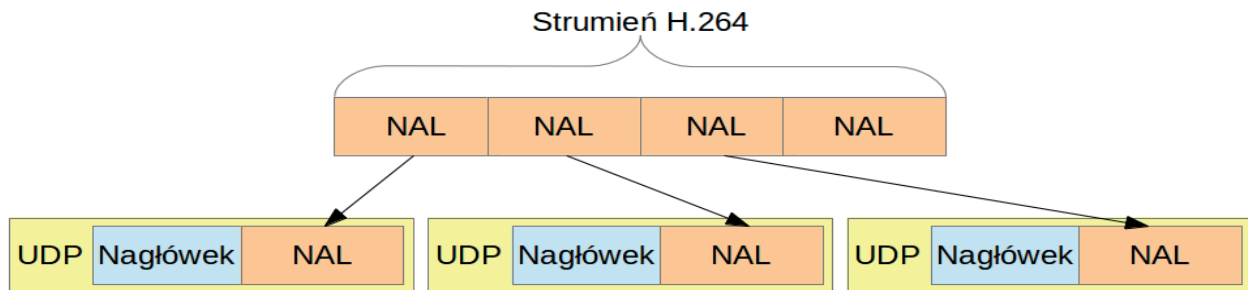 Strumień H.264
NAL NAL NAL NAL
UDP Nagłówek NAL UDP Nagłówek NAL UDP Nagłówek NAL